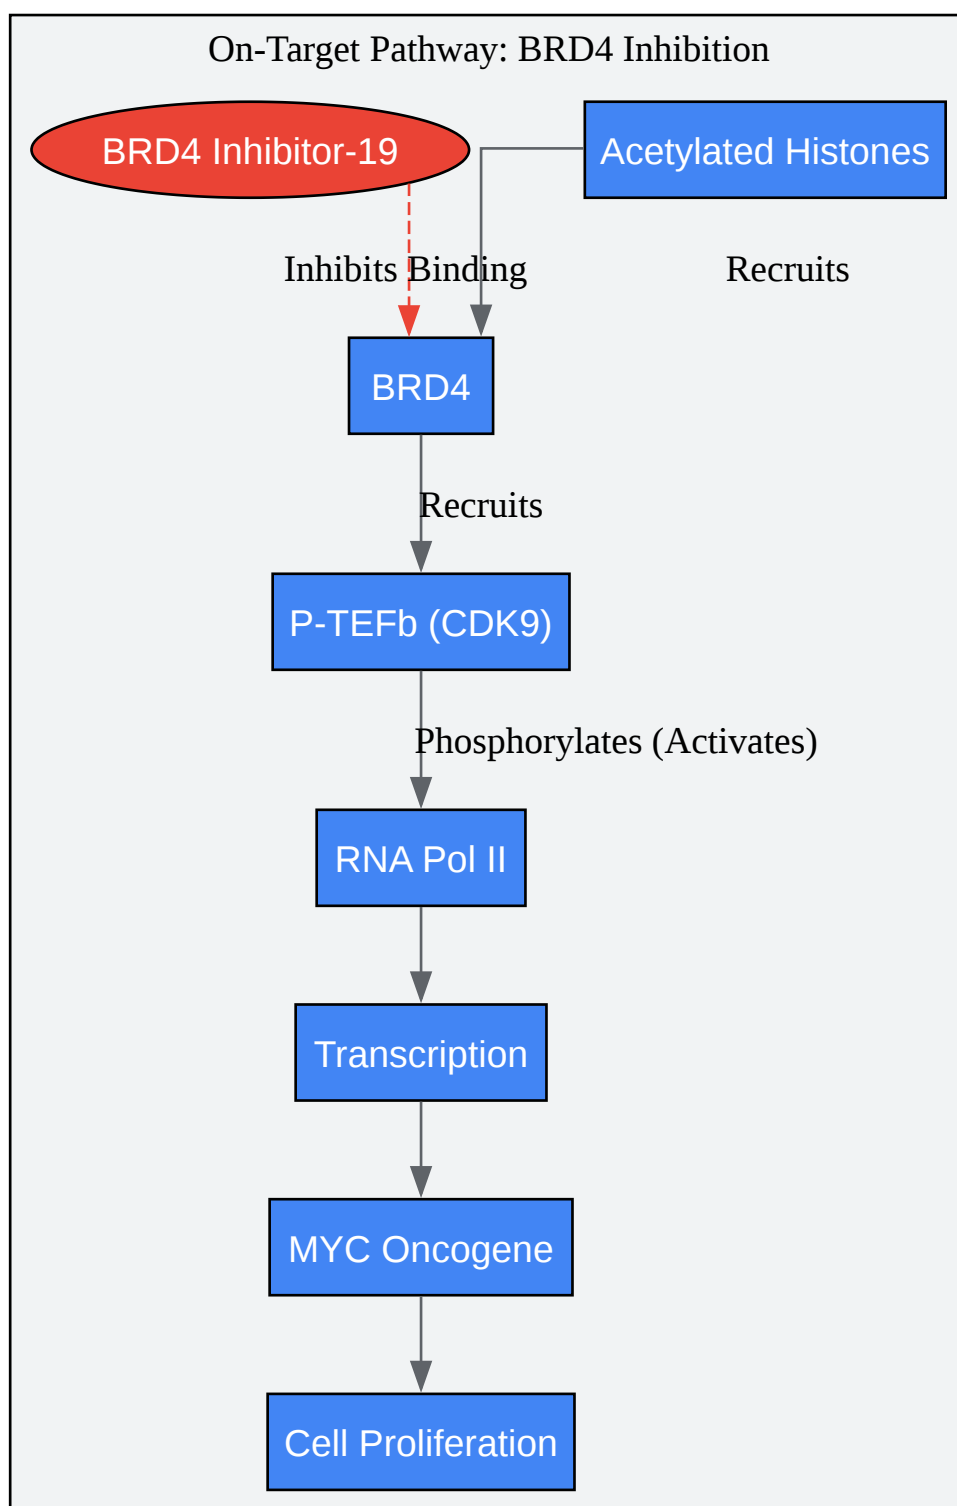 On-Target Pathway: BRD4 Inhibition
BRD4 Inhibitor-19
Acetylated Histones
Inhibits Binding
Recruits
BRD4
Recruits
P-TEFb (CDK9)
Phosphorylates (Activates)
RNA Pol II
Transcription
MYC Oncogene
Cell Proliferation